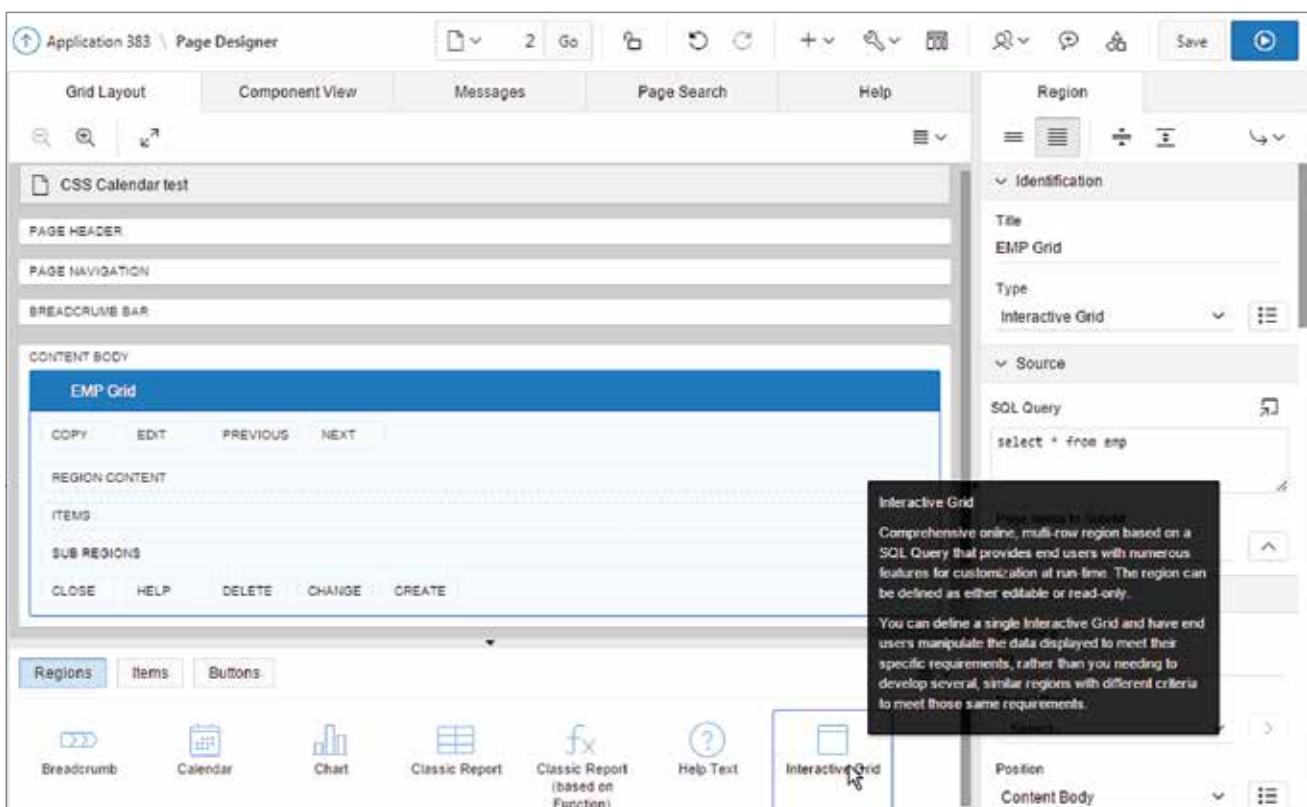 Application 383 \ Page Designer 2 Go Save
Grid Layout Component View Messages Page Search Help
CSS Calendar test
PAGE HEADER
PAGE NAVIGATION
BREADCRUMB BAR
CONTENT BODY
EMP Grid
COPY EDIT PREVIOUS NEXT
REGION CONTENT
ITEMS
SUB REGIONS
CLOSE HELP DELETE CHANGE CREATE
Regions Items Buttons
Breadcrumb Calendar Chart Classic Report Classic Report Help Text Interactive Grid
(based on
Function)
Region
Identification
Title
EMP Grid
Type
Interactive Grid
Source
SQL Query
select * from emp
Interactive Grid
Comprehensive online, multi-row region based on a
SQL Query that provides end users with numerous
features for customization at run-time. The region can
be defined as either editable or read-only.
You can define a single Interactive Grid and have end
users manipulate the data displayed to meet their
specific requirements, rather than you needing to
develop several, similar regions with different criteria
to meet those same requirements.
Position
Content Body